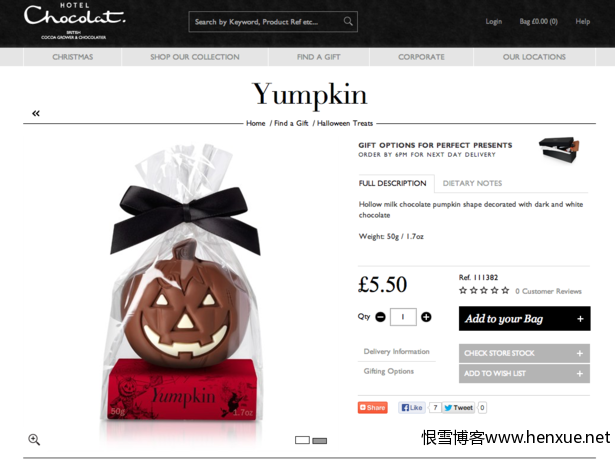 HOTEL
Chocolat.
BRITISH
COCOA GROWER & CHOCOLATIER
Search by Keyword, Product Ref etc...
Login
Bag £0.00 (0)
Help
CHRISTMAS
SHOP OUR COLLECTION
FIND A GIFT
CORPORATE
OUR LOCATIONS
Yumpkin
«
Home / Find a Gift / Halloween Treats
GIFT OPTIONS FOR PERFECT PRESENTS
ORDER BY 6PM FOR NEXT DAY DELIVERY
FULL DESCRIPTION
DIETARY NOTES
Hollow milk chocolate pumpkin shape decorated with dark and white
chocolate
Weight: 50g / 1.7oz
£5.50
Ref. 111382
0 Customer Reviews
Qty
1
Add to your Bag +
Delivery Information
Gifting Options
CHECK STORE STOCK +
ADD TO WISH LIST +
Share
Like
7
Tweet
0
Yumpkin
50g
1.7oz
恨雪博客www.henxue.net